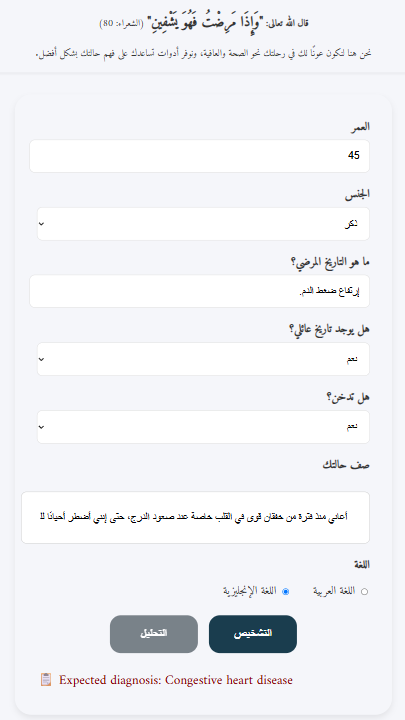 قال الله تعالى: "وَإِذَا مَرِضْتُ فَهُوَ يَشْفِينِ" (الشعراء: 80)
نحن هنا لنكون عونًا لك في رحلتك نحو الصحة والعافية، ونوفر أدوات تساعدك على فهم حالتك بشكل أفضل.
العمر
45
الجنس
ذكر
ما هو التاريخ المرضي؟
إرتفاع ضغط الدم.
هل يوجد تاريخ عائلي؟
نعم
هل تدخن؟
نعم
صف حالتك
أعاني منذ فترة من خفقان قوى في القلب خاصة عند صعود الدرج، حتى إنني أضطر أحيانًا لل
اللغة
اللغة العربية اللغة الإنجليزية
التشخيص التحليل
Expected diagnosis: Congestive heart disease